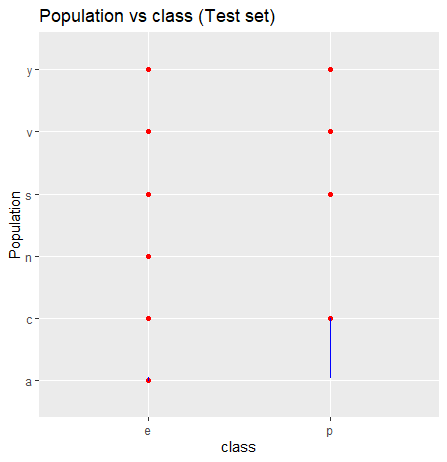 Population vs class (Test set)
Population
y
v
s
n
c
a
e p
class